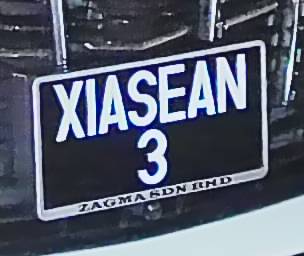 XIASEAN
3
ZAGMA SDN BHD